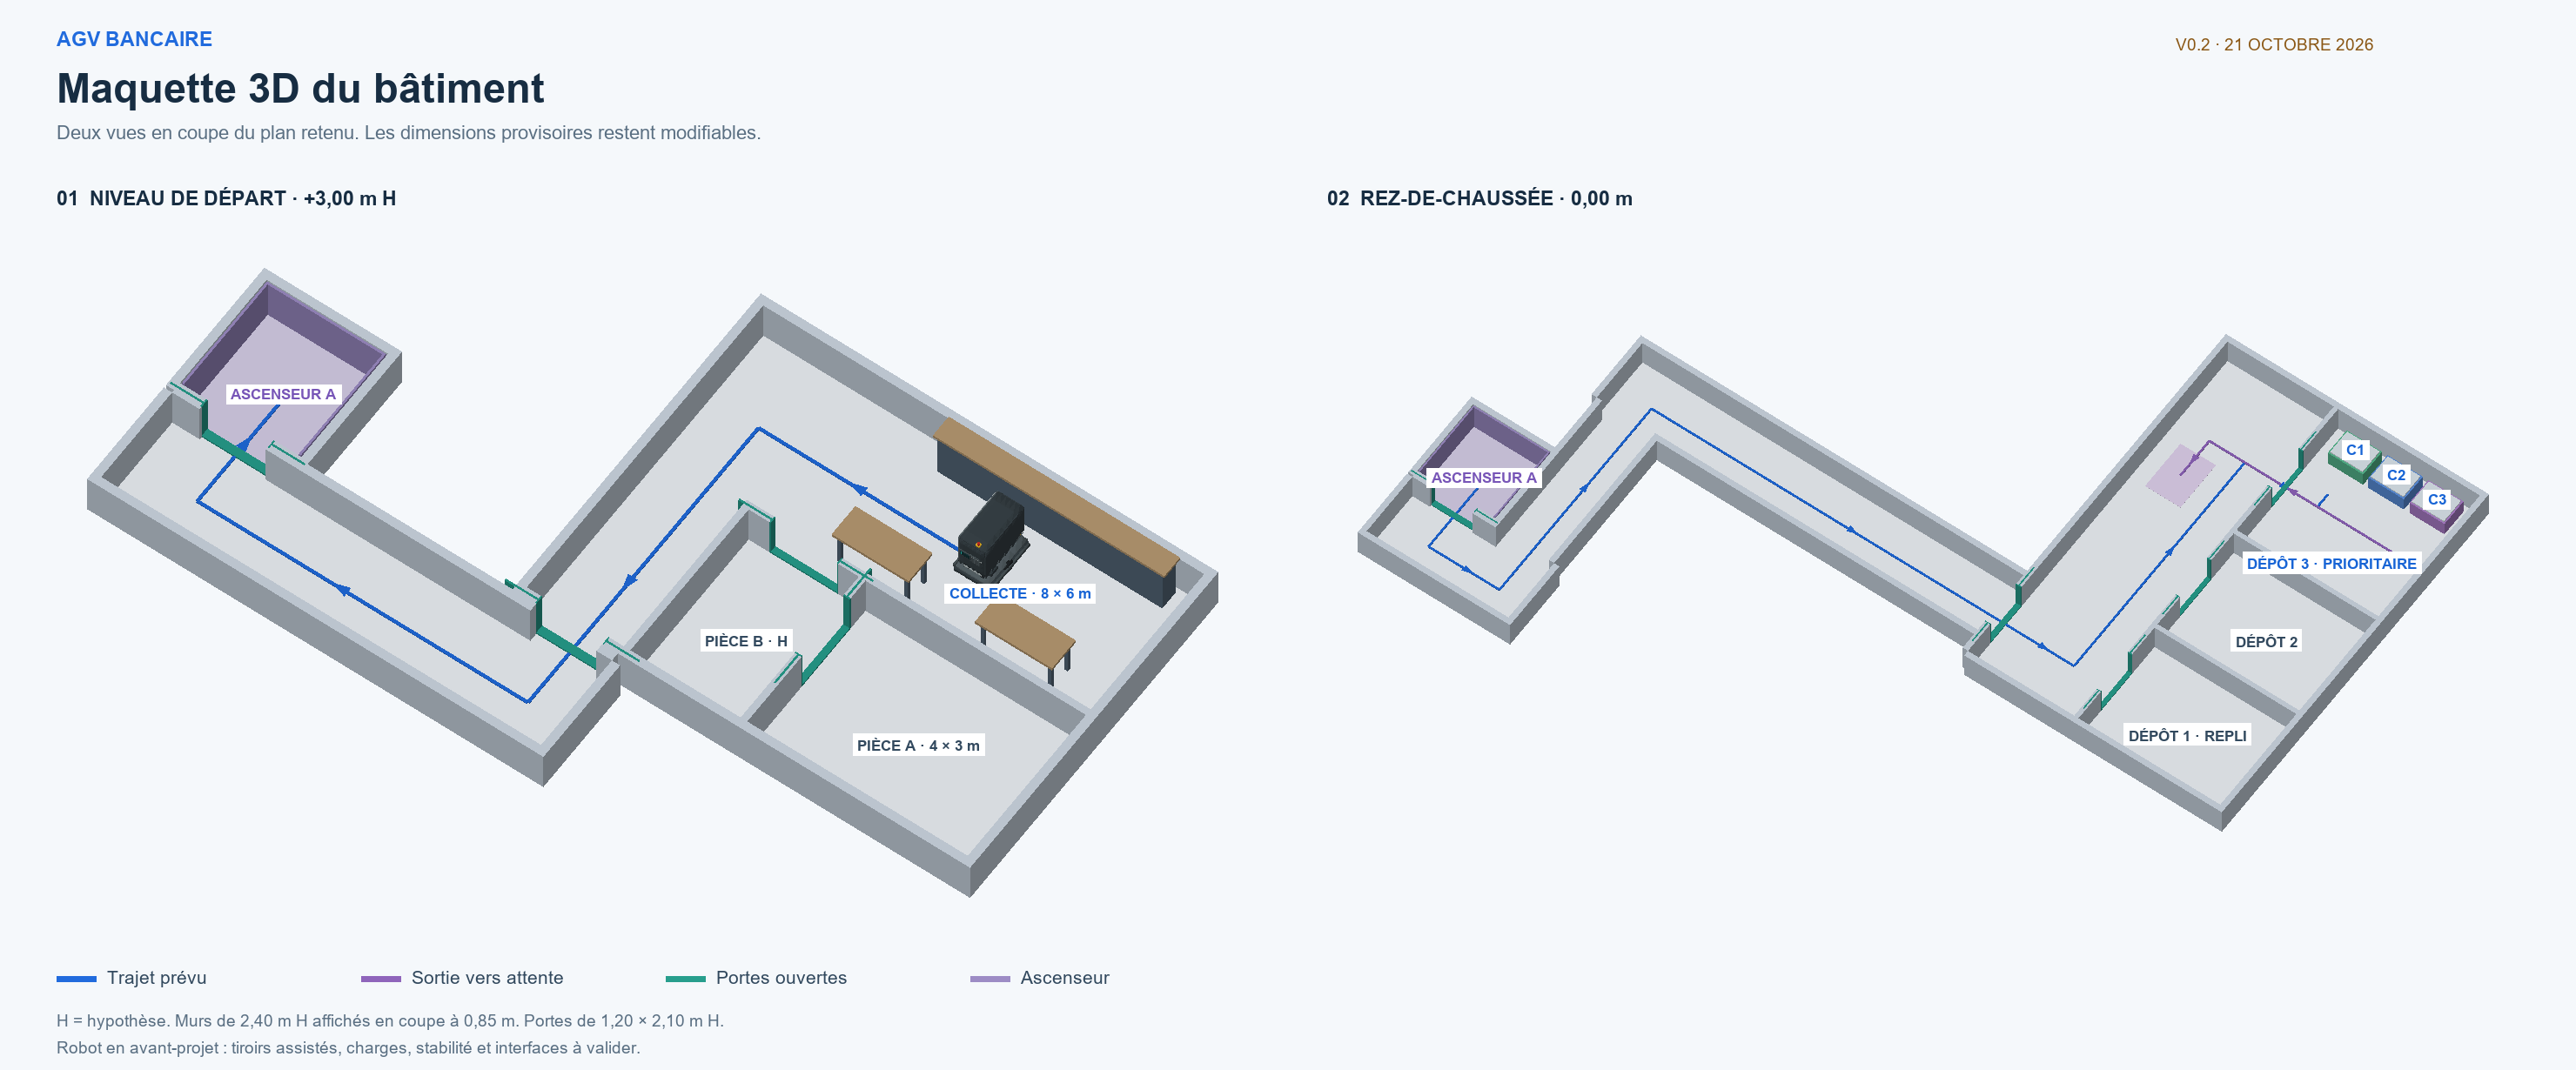 AGV BANCAIRE
V0.2 · 21 OCTOBRE 2026
Maquette 3D du bâtiment
Deux vues en coupe du plan retenu. Les dimensions provisoires restent modifiables.
01 NIVEAU DE DÉPART · +3,00 m H
02 REZ-DE-CHAUSSÉE · 0,00 m
ASCENSEUR A
COLLECTE · 8 × 6 m
PIÈCE B · H
PIÈCE A · 4 × 3 m
ASCENSEUR A
C1
C2
C3
DÉPÔT 3 · PRIORITAIRE
DÉPÔT 2
DÉPÔT 1 · REPLI
Trajet prévu
Sortie vers attente
Portes ouvertes
Ascenseur
H = hypothèse. Murs de 2,40 m H affichés en coupe à 0,85 m. Portes de 1,20 × 2,10 m H.
Robot en avant-projet : tiroirs assistés, charges, stabilité et interfaces à valider.